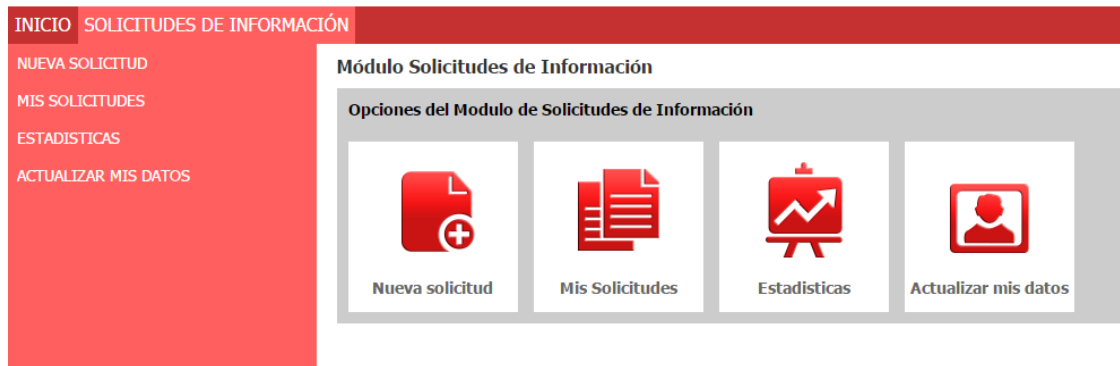 INICIO SOLICITUDES DE INFORMACIÓN
NUEVA SOLICITUD
MIS SOLICITUDES
ESTADISTICAS
ACTUALIZAR MIS DATOS
Módulo Solicitudes de Información
Opciones del Modulo de Solicitudes de Información
Nueva solicitud
Mis Solicitudes
Estadisticas
Actualizar mis datos